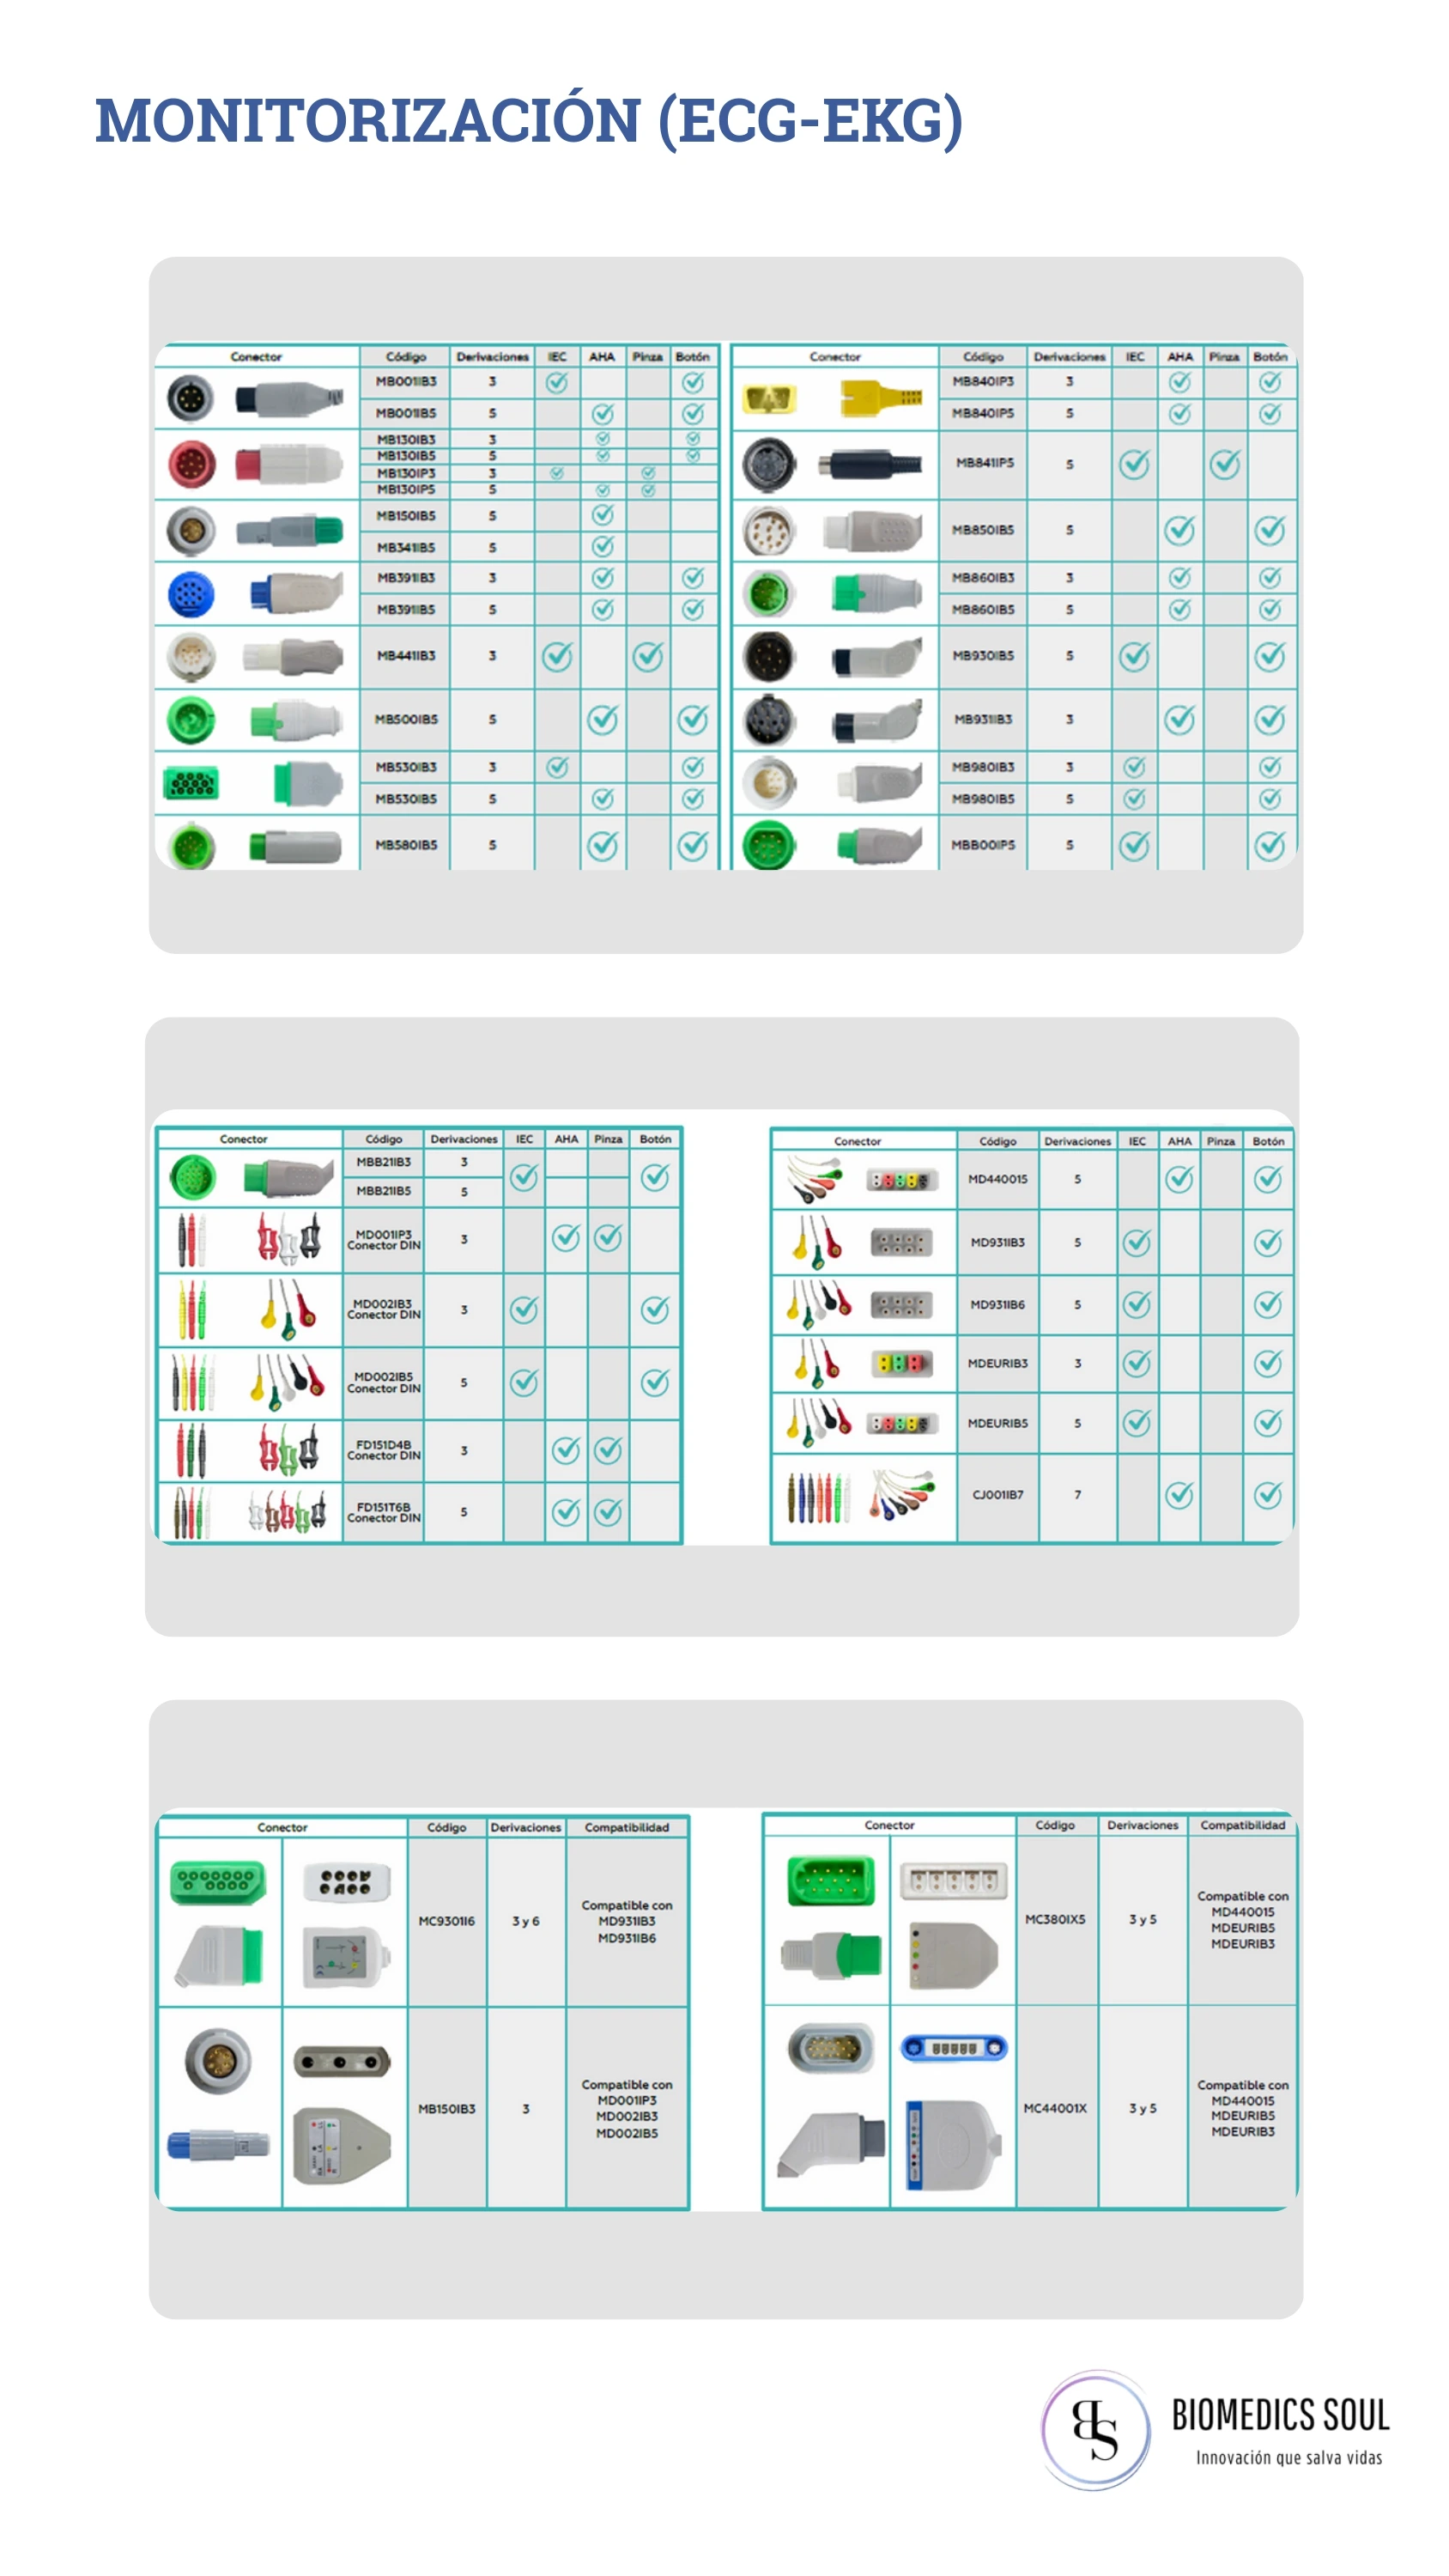 MONITORIZACIÓN (ECG-EKG)
Conector Código Derivaciones IEC AHA Pinza Botón
MB001IB3 3
MB001IB5 5
MB130IB3 3
MB130IB5 5
MB130IP3 3
MB130IP5 5
MB150IB5 5
MB341IB5 5
MB391IB3 3
MB391IB5 5
MB441IB3 3
MB500IB5 5
MB530IB3 3
MB530IB5 5
MB580IB5 5
Conector Código Derivaciones IEC AHA Pinza Botón
MB840IP3 3
MB840IP5 5
MB841IP5 5
MB850IB5 5
MB860IB3 3
MB860IB5 5
MB930IB5 5
MB931IB3 3
MB980IB3 3
MB980IB5 5
MBB00IP5 5
Conector Código Derivaciones IEC AHA Pinza Botón
MBB21IB3 3
MBB21IB5 5
MD001IP3
Conector DIN 3
MD002IB3
Conector DIN 3
MD002IB5
Conector DIN 5
FD151D4B
Conector DIN 3
FD151T6B
Conector DIN 5
Conector Código Derivaciones IEC AHA Pinza Botón
MD440015 5
MD931IB3 5
MD931IB6 5
MDEURIB3 3
MDEURIB5 5
CJ001IB7 7
Conector Código Derivaciones Compatibilidad
MC930II6 3 y 6 Compatible con
MD931IB3
MD931IB6
MB150IB3 3 Compatible con
MD001IP3
MD002IB3
MD002IB5
Conector Código Derivaciones Compatibilidad
MC380IX5 3 y 5 Compatible con
MD440015
MDEURIB5
MDEURIB3
MC44001X 3 y 5 Compatible con
MD440015
MDEURIB5
MDEURIB3
BS
BIOMEDICS SOUL
Innovación que salva vidas